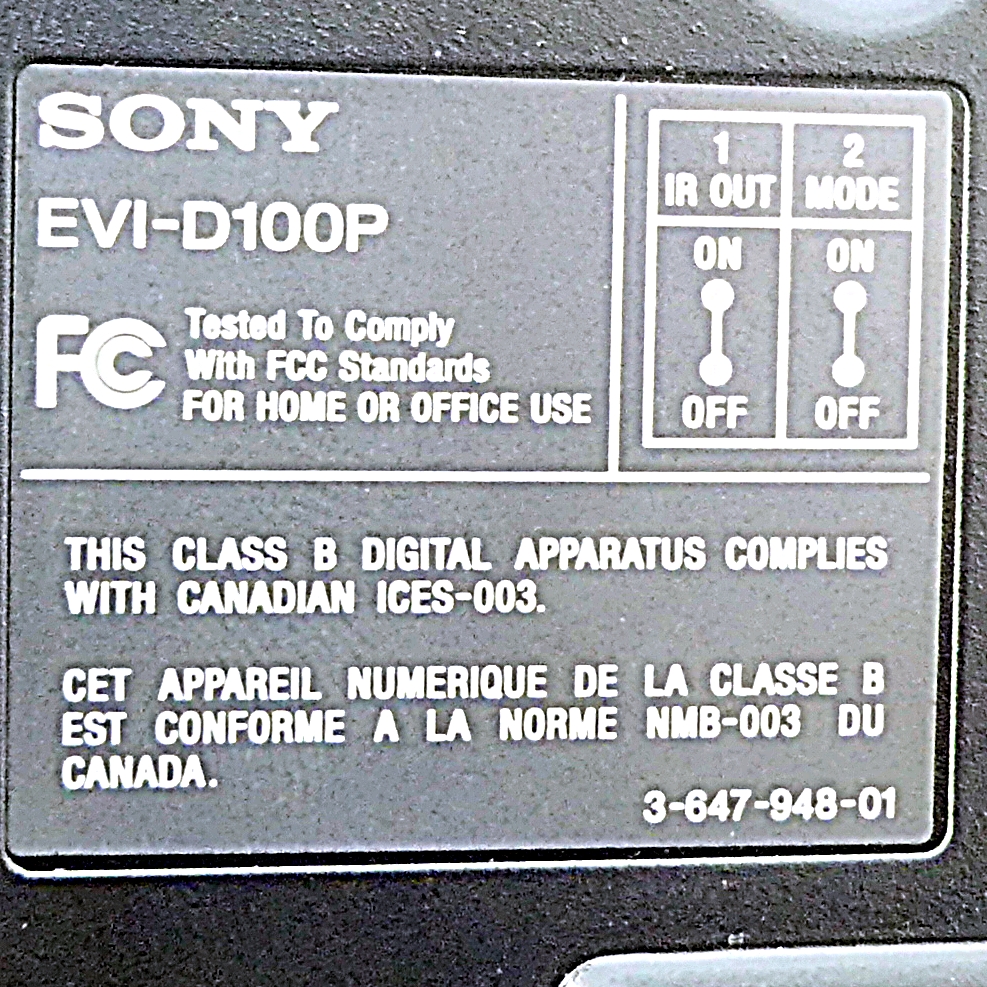 SONY
EVI-D100P
FC Tested To Comply
With FCC Standards
FOR HOME OR OFFICE USE
1 2
IR OUT MODE
ON ON
OFF OFF
THIS CLASS B DIGITAL APPARATUS COMPLIES
WITH CANADIAN ICES-003.
CET APPAREIL NUMERIQUE DE LA CLASSE B
EST CONFORME A LA NORME NMB-003 DU
CANADA.
3-647-948-01